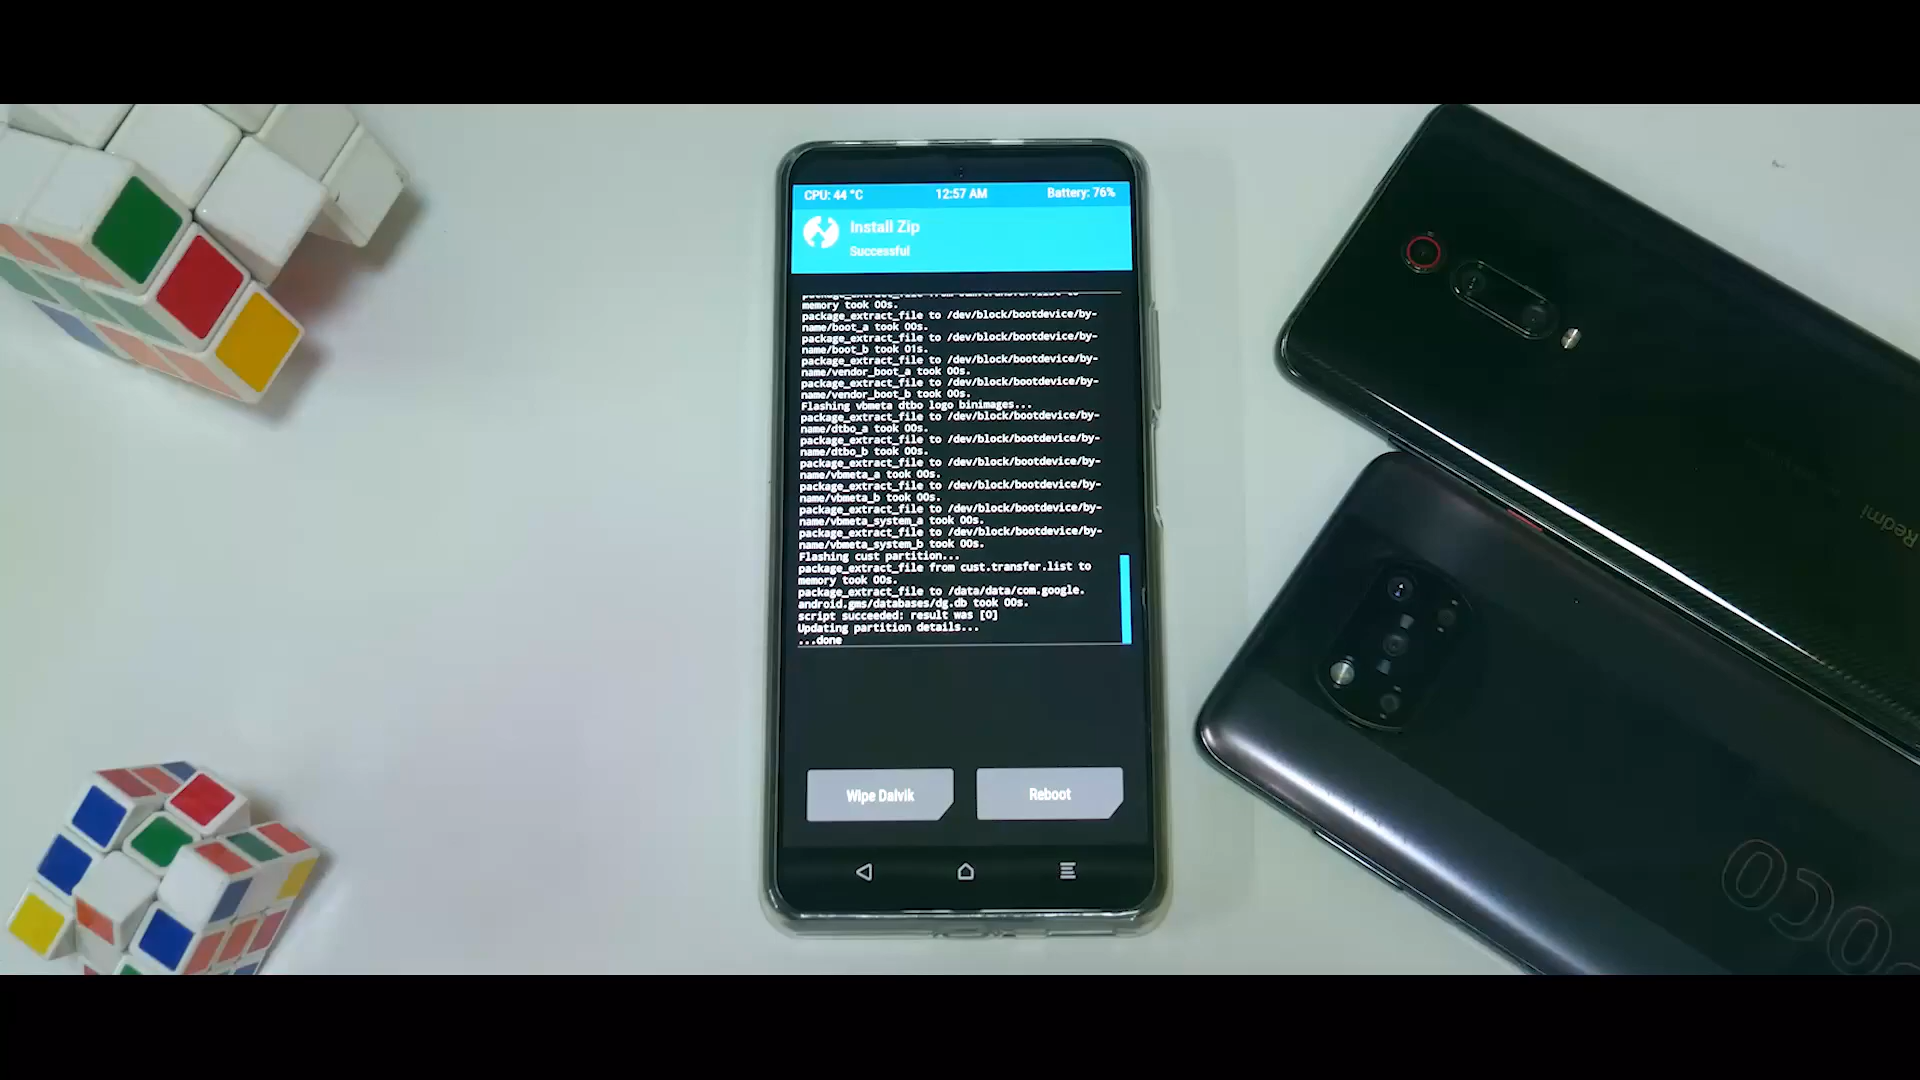 CPU: 44 °C 12:57 AM Battery: 76%
Install Zip
Successful
memory took 00s.
package_extract_file to /dev/block/bootdevice/by-
name/boot_a took 00s.
package_extract_file to /dev/block/bootdevice/by-
name/boot_b took 01s.
package_extract_file to /dev/block/bootdevice/by-
name/vendor_boot_a took 00s.
package_extract_file to /dev/block/bootdevice/by-
name/vendor_boot_b took 00s.
Flashing vbmeta dtbo logo binimages...
package_extract_file to /dev/block/bootdevice/by-
name/dtbo_a took 00s.
package_extract_file to /dev/block/bootdevice/by-
name/dtbo_b took 00s.
package_extract_file to /dev/block/bootdevice/by-
name/vbmeta_a took 00s.
package_extract_file to /dev/block/bootdevice/by-
name/vbmeta_b took 00s.
package_extract_file to /dev/block/bootdevice/by-
name/vbmeta_system_a took 00s.
package_extract_file to /dev/block/bootdevice/by-
name/vbmeta_system_b took 00s.
Flashing cust partition...
package_extract_file from cust.transfer.list to
memory took 00s.
package_extract_file to /data/data/com.google.
android.gms/databases/dg.db took 00s.
script succeeded: result was [0]
Updating partition details...
...done
Wipe Dalvik
Reboot
Redmi
POCO